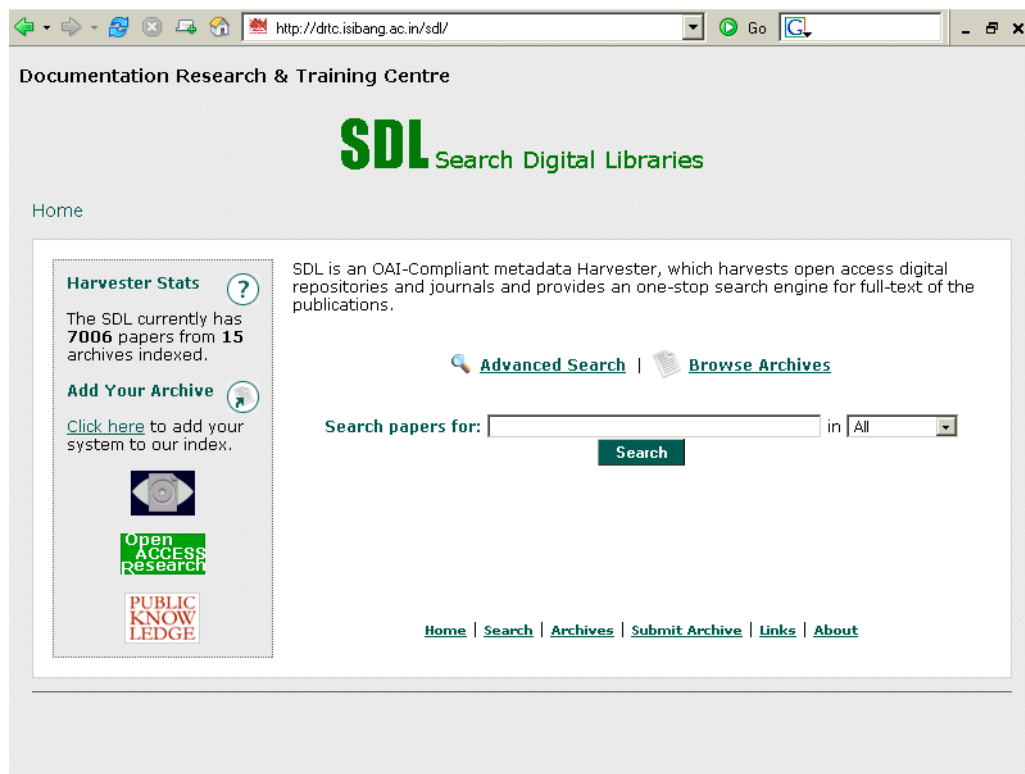 http://drtc.isibang.ac.in/sdl/ Go G
Documentation Research & Training Centre
SDL Search Digital Libraries
Home
Harvester Stats ?
The SDL currently has
7006 papers from 15
archives indexed.
Add Your Archive
Click here to add your
system to our index.
Open
ACCESS
Research
PUBLIC
KNOW
LEDGE
SDL is an OAI-Compliant metadata Harvester, which harvests open access digital
repositories and journals and provides an one-stop search engine for full-text of the
publications.
Advanced Search | Browse Archives
Search papers for: in All
Search
Home | Search | Archives | Submit Archive | Links | About